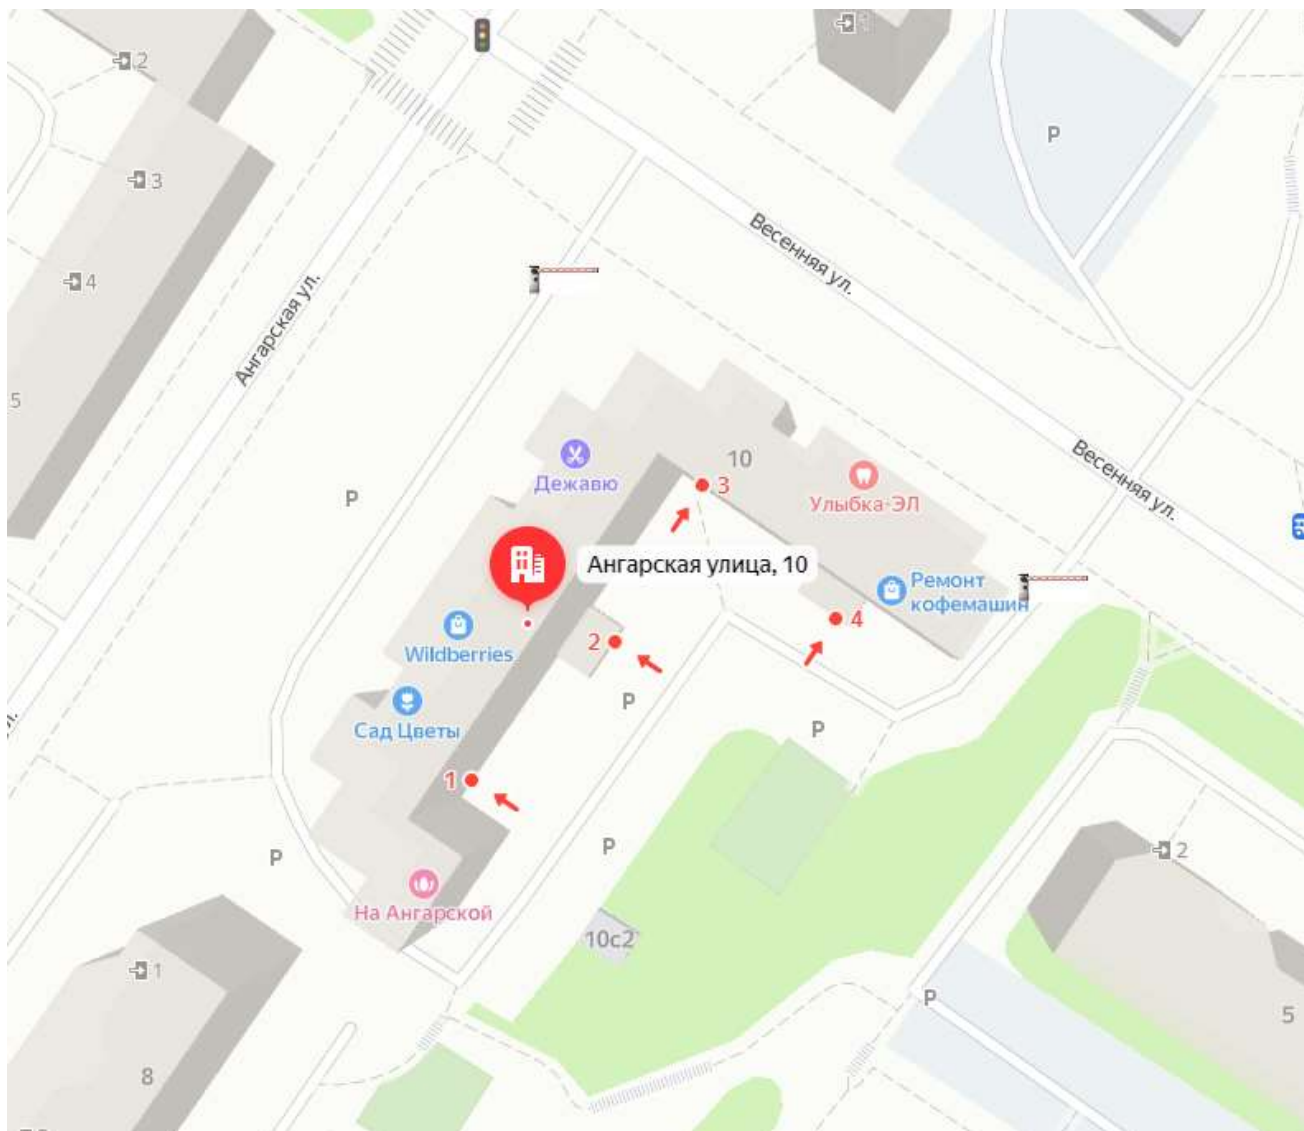 2
1
P
3
Весенняя ул.
4
Ангарская ул.
5
10
Дежавю
3
Улыбка-ЭЛ
Весенняя ул.
P
Ангарская улица, 10
Ремонт
кофемашин
4
2
Wildberries
P
P
Сад Цветы
1
P
2
P
На Ангарской
10с2
1
P
5
8